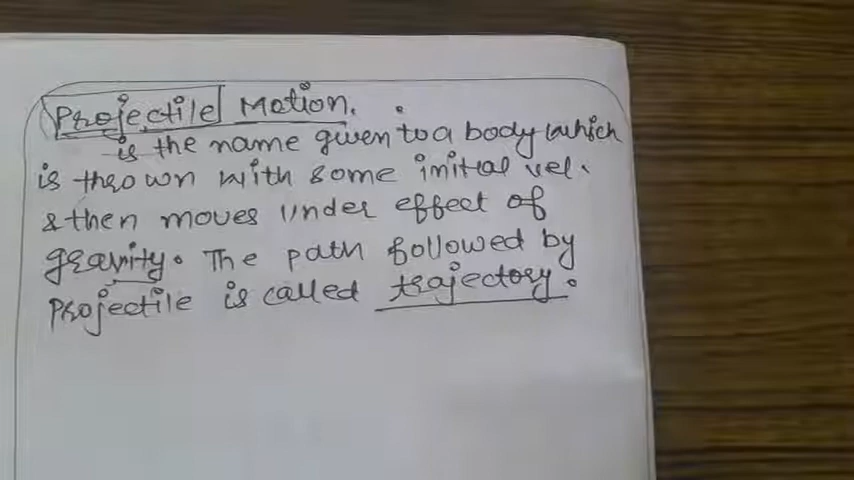 Projectile Motion.
is the name given to a body which
is thrown with some initial vel.
& then moves under effect of
gravity. The path followed by
Projectile is called trajectory.